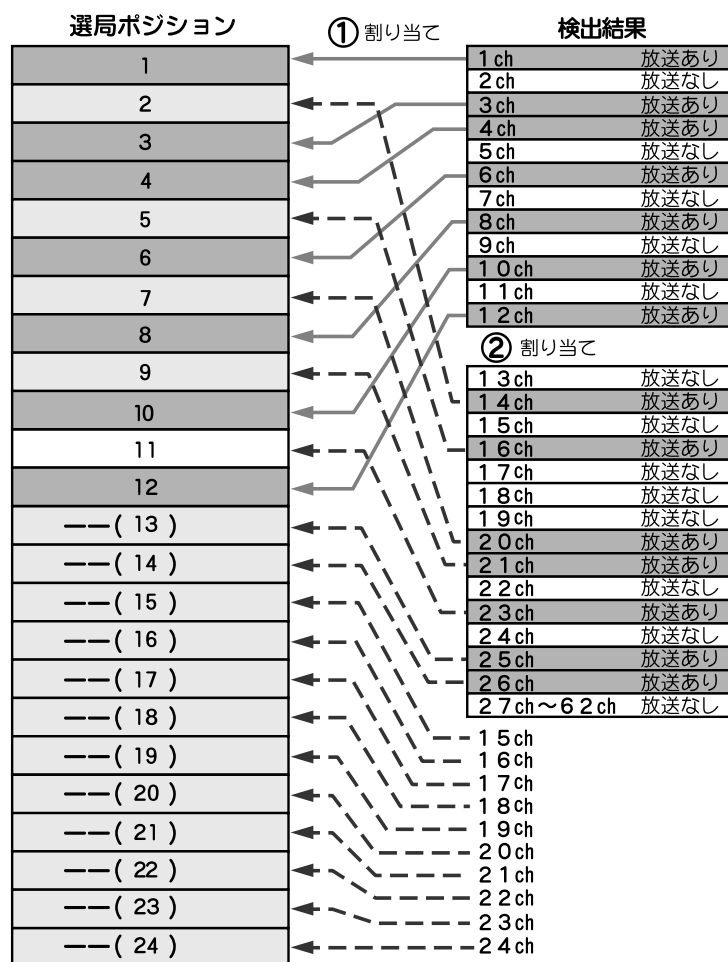 選局ポジション
1
2
3
4
5
6
7
8
9
10
11
12
——( 13 )
——( 14 )
——( 15 )
——( 16 )
——( 17 )
——( 18 )
——( 19 )
——( 20 )
——( 21 )
——( 22 )
——( 23 )
——( 24 )
① 割り当て
検出結果
1ch 放送あり
2ch 放送なし
3ch 放送あり
4ch 放送あり
5ch 放送なし
6ch 放送あり
7ch 放送なし
8ch 放送あり
9ch 放送なし
10ch 放送あり
11ch 放送なし
12ch 放送あり
② 割り当て
13ch 放送なし
14ch 放送あり
15ch 放送なし
16ch 放送あり
17ch 放送なし
18ch 放送なし
19ch 放送なし
20ch 放送あり
21ch 放送あり
22ch 放送なし
23ch 放送あり
24ch 放送なし
25ch 放送あり
26ch 放送あり
27ch〜62ch 放送なし
15ch
16ch
17ch
18ch
19ch
20ch
21ch
22ch
23ch
24ch